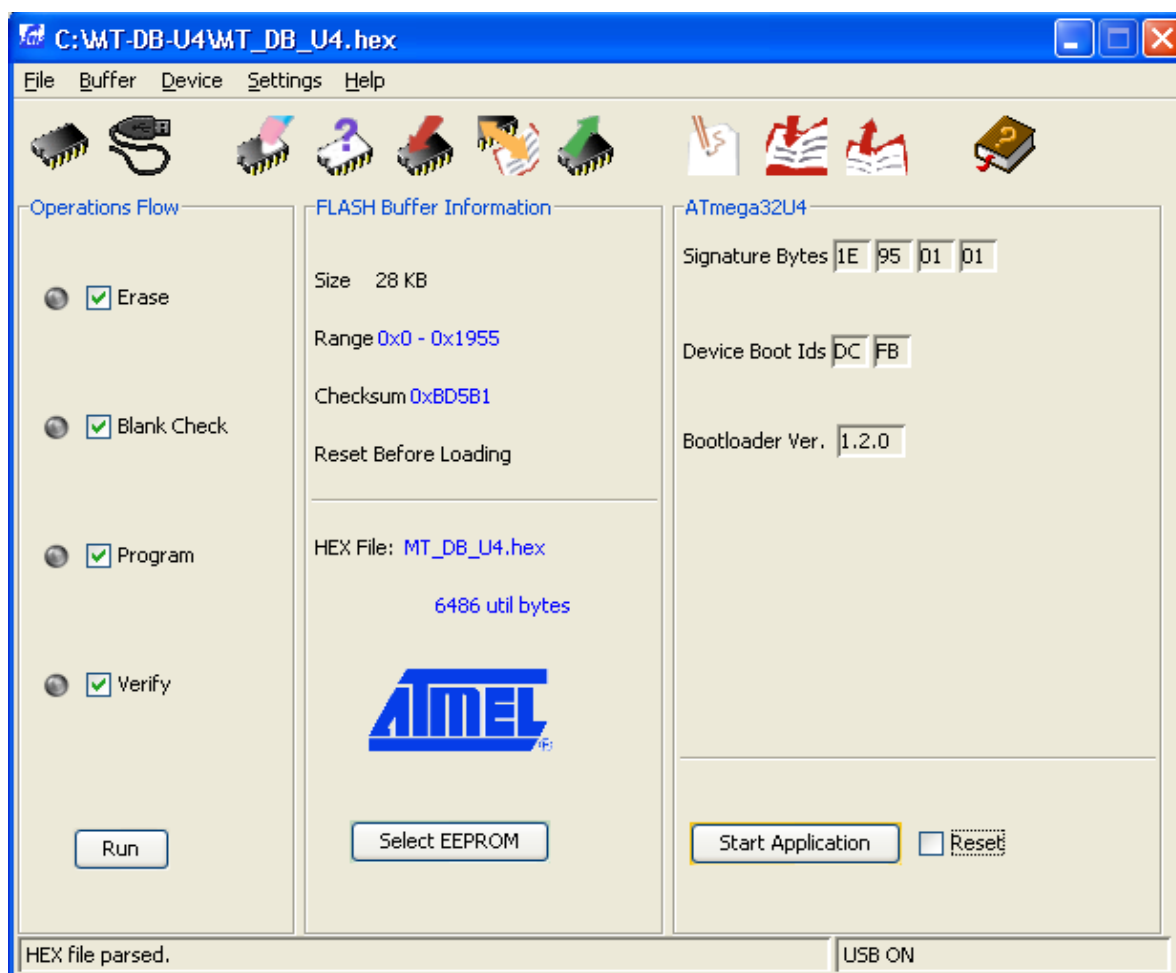 C:\MT-DB-U4\MT_DB_U4.hex
File Buffer Device Settings Help
Operations Flow
Erase
Blank Check
Program
Verify
Run
FLASH Buffer Information
Size 28 KB
Range 0x0 - 0x1955
Checksum 0xBD5B1
Reset Before Loading
HEX File: MT_DB_U4.hex
6486 util bytes
ATMEL ®
Select EEPROM
ATmega32U4
Signature Bytes 1E 95 01 01
Device Boot Ids DC FB
Bootloader Ver. 1.2.0
Start Application Reset
HEX file parsed. USB ON